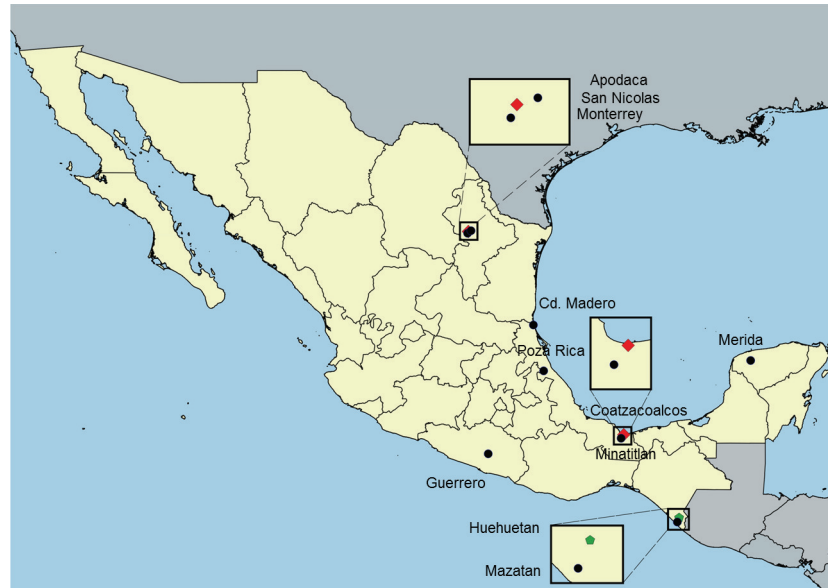 Apodaca
San Nicolas
Monterrey
Cd. Madero
Poza Rica
Merida
Coatzacoalcos
Minatitlan
Guerrero
Huehuetan
Mazatan